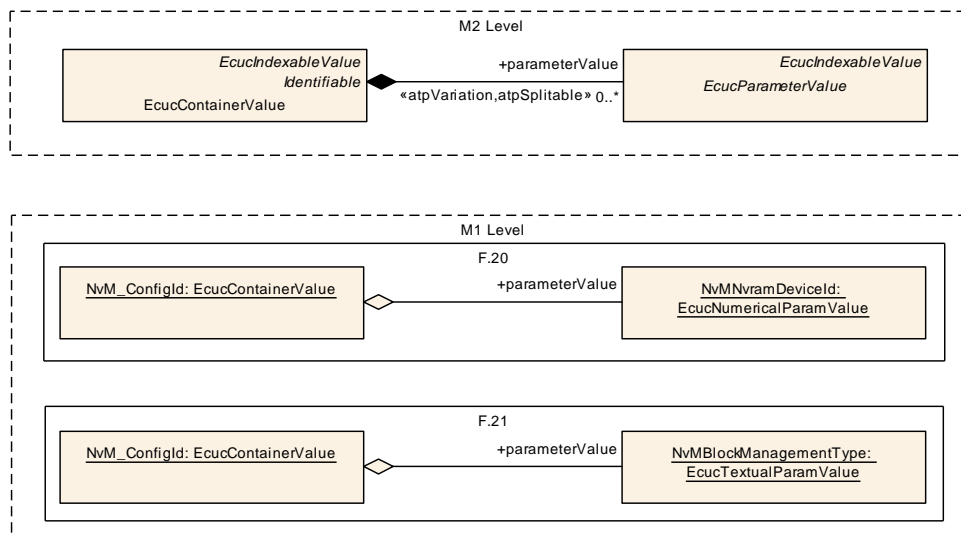 M2 Level
EcucIndexableValue
Identifiable
EcucContainerValue
+parameterValue
«atpVariation,atpSplitable» 0..*
EcucIndexableValue
EcucParameterValue
M1 Level
F.20
NvM_ConfigId: EcucContainerValue
+parameterValue
NvMNvramDeviceId:
EcucNumericalParamValue
F.21
NvM_ConfigId: EcucContainerValue
+parameterValue
NvMBlockManagementType:
EcucTextualParamValue